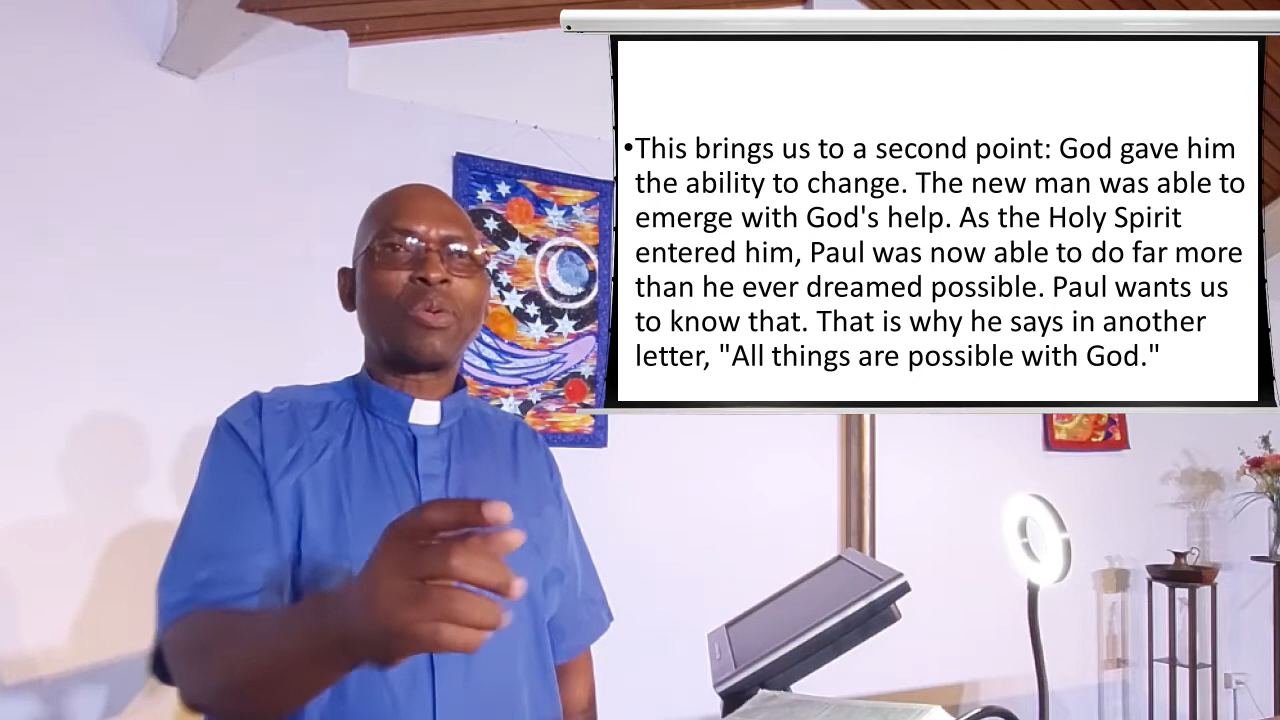 •This brings us to a second point: God gave him
the ability to change. The new man was able to
emerge with God's help. As the Holy Spirit
entered him, Paul was now able to do far more
than he ever dreamed possible. Paul wants us
to know that. That is why he says in another
letter, "All things are possible with God."